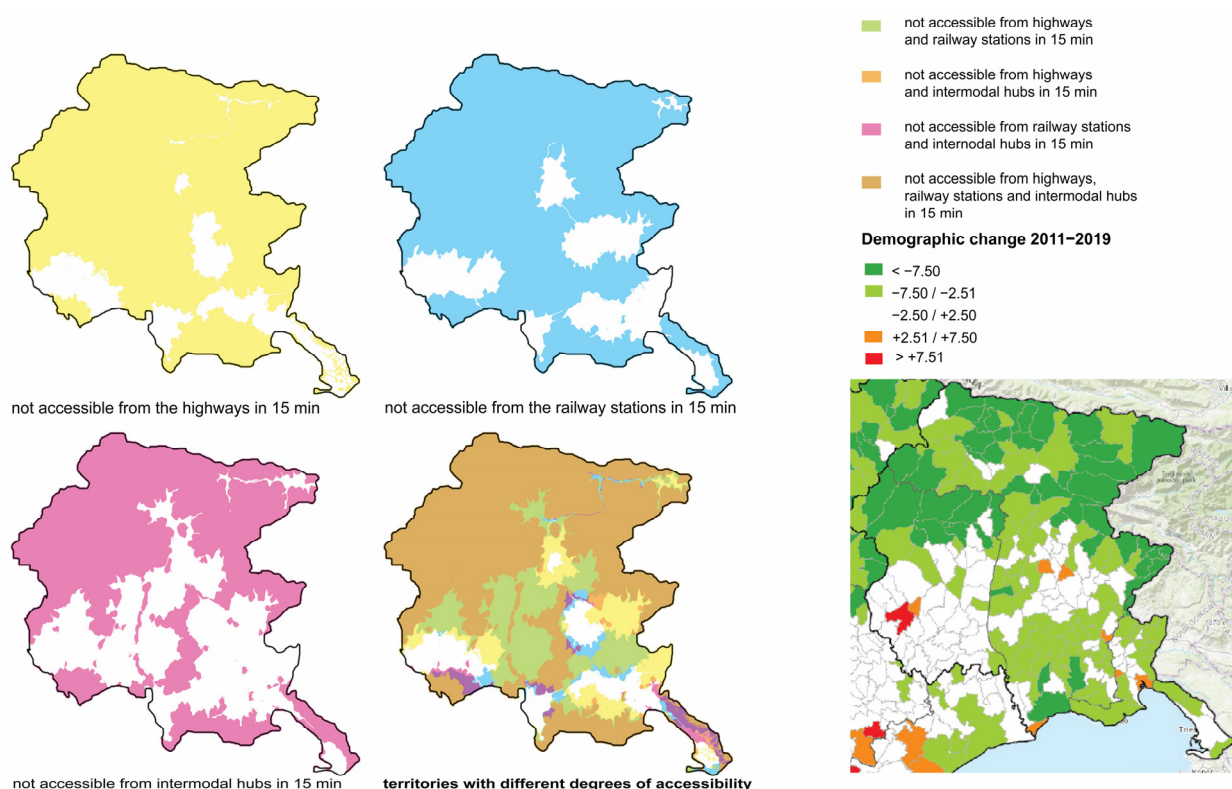 not accessible from the highways in 15 min
not accessible from the railway stations in 15 min
not accessible from intermodal hubs in 15 min
territories with different degrees of accessibility
not accessible from highways
and railway stations in 15 min
not accessible from highways
and intermodal hubs in 15 min
not accessible from railway stations
and internodal hubs in 15 min
not accessible from highways,
railway stations and intermodal hubs
in 15 min
Demographic change 2011−2019
< −7.50
−7.50 / −2.51
−2.50 / +2.50
+2.51 / +7.50
> +7.51